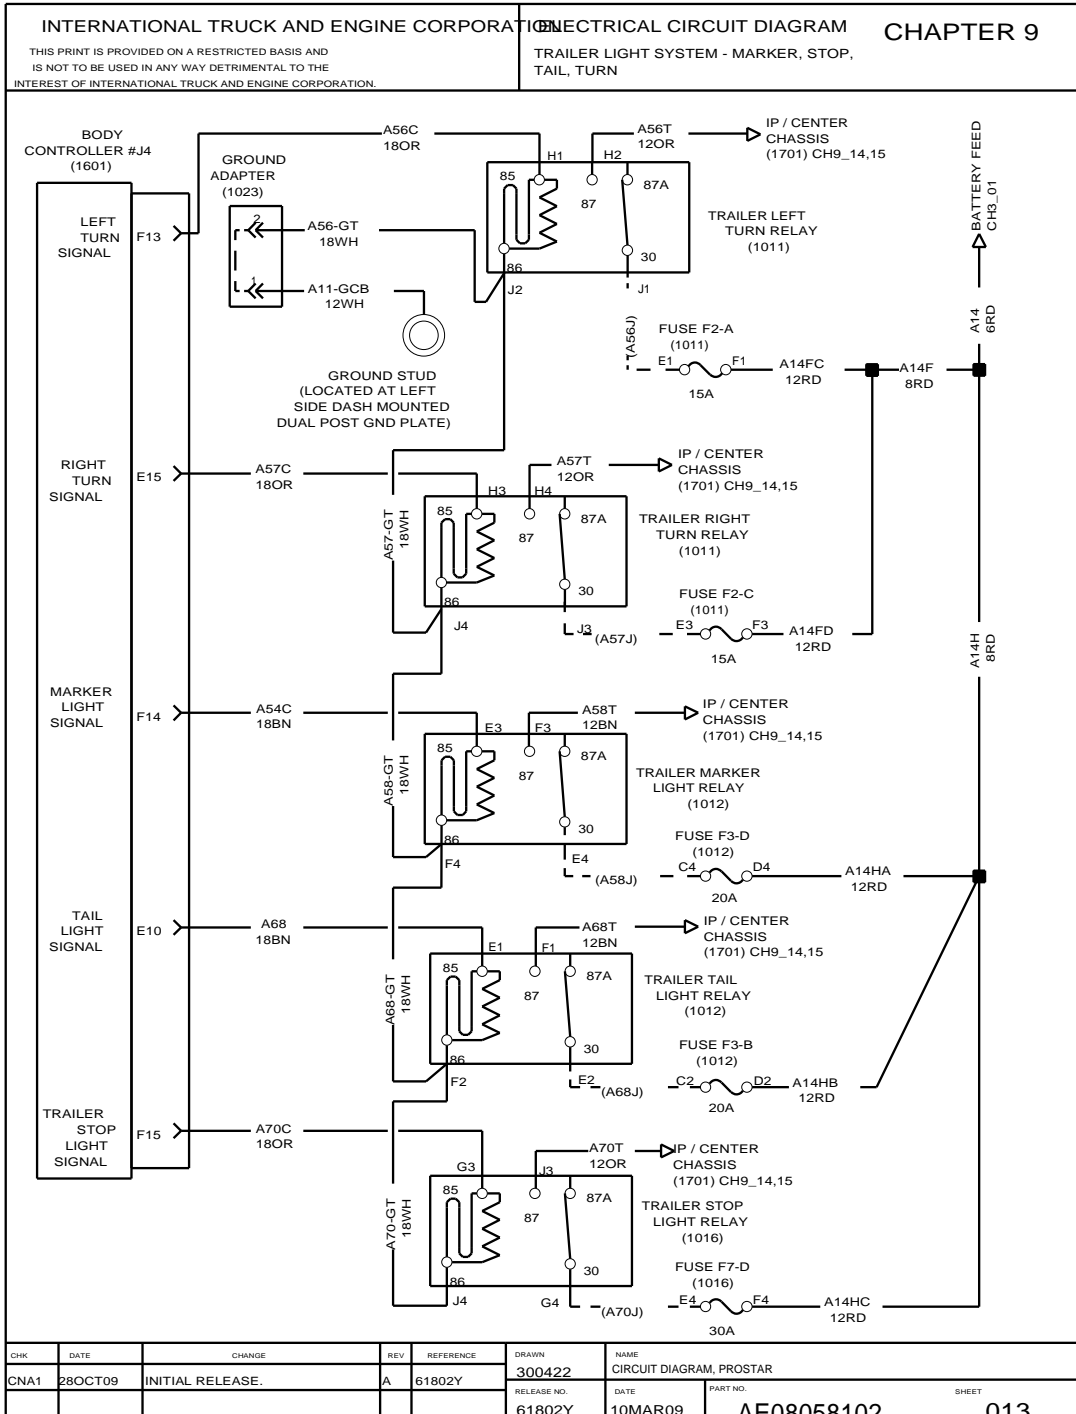 INTERNATIONAL TRUCK AND ENGINE CORPORATION
THIS PRINT IS PROVIDED ON A RESTRICTED BASIS AND
IS NOT TO BE USED IN ANY WAY DETRIMENTAL TO THE
INTEREST OF INTERNATIONAL TRUCK AND ENGINE CORPORATION.
ELECTRICAL CIRCUIT DIAGRAM
TRAILER LIGHT SYSTEM - MARKER, STOP,
TAIL, TURN
CHAPTER 9
BODY
CONTROLLER #J4
(1601)
GROUND
ADAPTER
(1023)
2
1
LEFT
TURN
SIGNAL
F13
A56C
18OR
A56-GT
18WH
A11-GCB
12WH
GROUND STUD
(LOCATED AT LEFT
SIDE DASH MOUNTED
DUAL POST GND PLATE)
H1
H2
85
87
87A
30
86
J2
J1
A56T
12OR
IP / CENTER
CHASSIS
(1701) CH9_14,15
TRAILER LEFT
TURN RELAY
(1011)
BATTERY FEED
CH3_01
A14
6RD
(A56J)
FUSE F2-A
(1011)
E1
F1
15A
A14FC
12RD
A14F
8RD
RIGHT
TURN
SIGNAL
E15
A57C
18OR
A57-GT
18WH
H3
H4
85
87
87A
30
86
J4
J3
A57T
12OR
IP / CENTER
CHASSIS
(1701) CH9_14,15
TRAILER RIGHT
TURN RELAY
(1011)
(A57J)
FUSE F2-C
(1011)
E3
F3
15A
A14FD
12RD
A14H
8RD
MARKER
LIGHT
SIGNAL
F14
A54C
18BN
A58-GT
18WH
E3
F3
85
87
87A
30
86
F4
E4
A58T
12BN
IP / CENTER
CHASSIS
(1701) CH9_14,15
TRAILER MARKER
LIGHT RELAY
(1012)
(A58J)
FUSE F3-D
(1012)
C4
D4
20A
A14HA
12RD
TAIL
LIGHT
SIGNAL
E10
A68
18BN
A68-GT
18WH
E1
F1
85
87
87A
30
86
F2
E2
A68T
12BN
IP / CENTER
CHASSIS
(1701) CH9_14,15
TRAILER TAIL
LIGHT RELAY
(1012)
(A68J)
FUSE F3-B
(1012)
C2
D2
20A
A14HB
12RD
TRAILER
STOP
LIGHT
SIGNAL
F15
A70C
18OR
A70-GT
18WH
G3
J3
85
87
87A
30
86
J4
G4
A70T
12OR
IP / CENTER
CHASSIS
(1701) CH9_14,15
TRAILER STOP
LIGHT RELAY
(1016)
(A70J)
FUSE F7-D
(1016)
E4
F4
30A
A14HC
12RD
CHK DATE CHANGE REV REFERENCE
CNA1 28OCT09 INITIAL RELEASE. A 61802Y
DRAWN
300422
NAME
CIRCUIT DIAGRAM, PROSTAR
RELEASE NO.
61802Y
DATE
10MAR09
PART NO.
AE08058102
SHEET
013